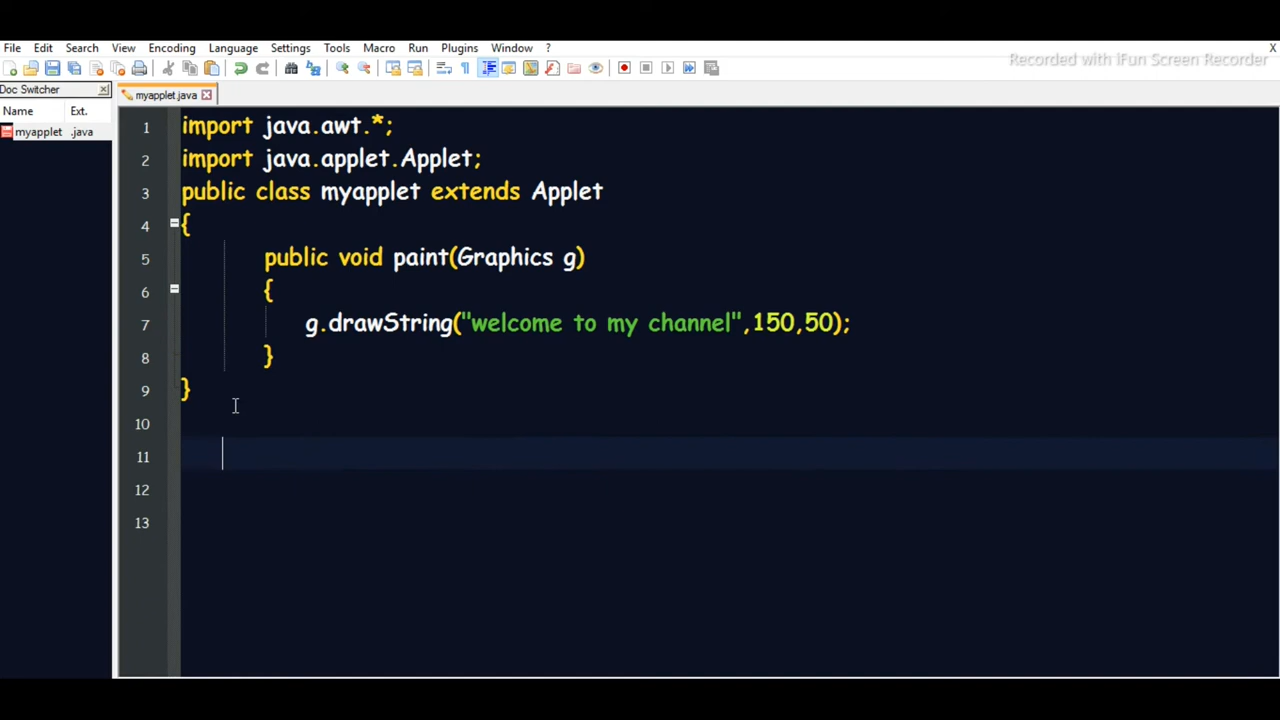 File Edit Search View Encoding Language Settings Tools Macro Run Plugins Window ? X
Recorded with iFun Screen Recorder
Doc Switcher
myapplet.java
Name Ext.
myapplet .java
1 import java.awt.*;
2 import java.applet.Applet;
3 public class myapplet extends Applet
4 {
5 public void paint(Graphics g)
6 {
7 g.drawString("welcome to my channel",150,50);
8 }
9 }
10
11
12
13